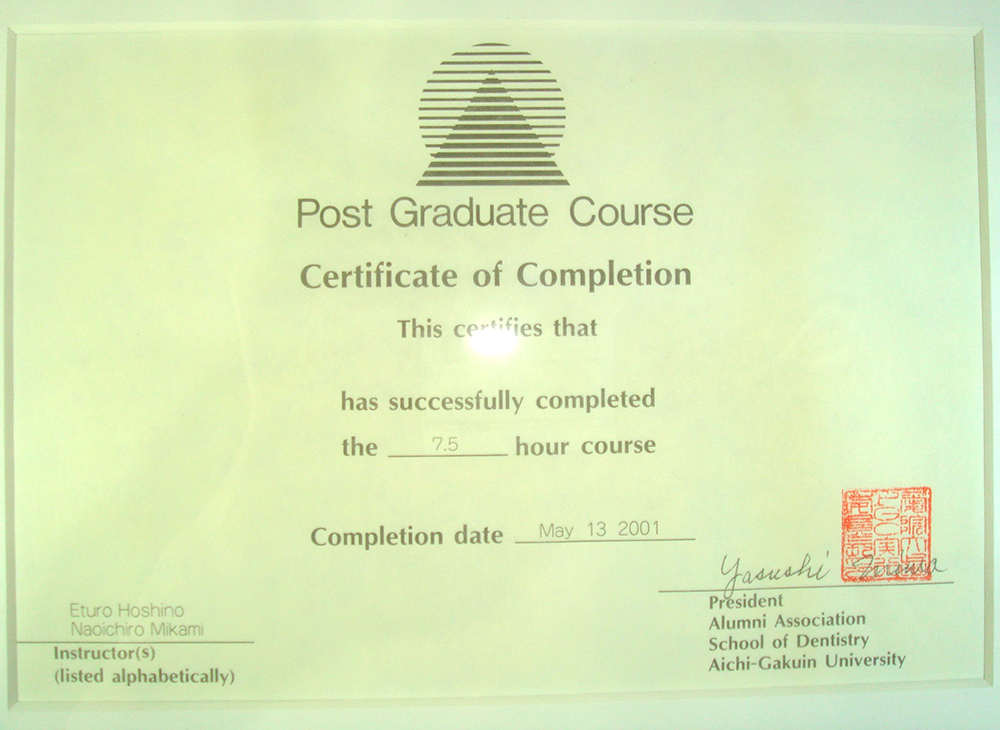 Post Graduate Course
Certificate of Completion
This certifies that
has successfully completed
the 7.5 hour course
Completion date May 13 2001
Yasushi
Eturo Hoshino
Naoichiro Mikami
Instructor(s)
(listed alphabetically)
President
Alumni Association
School of Dentistry
Aichi-Gakuin University